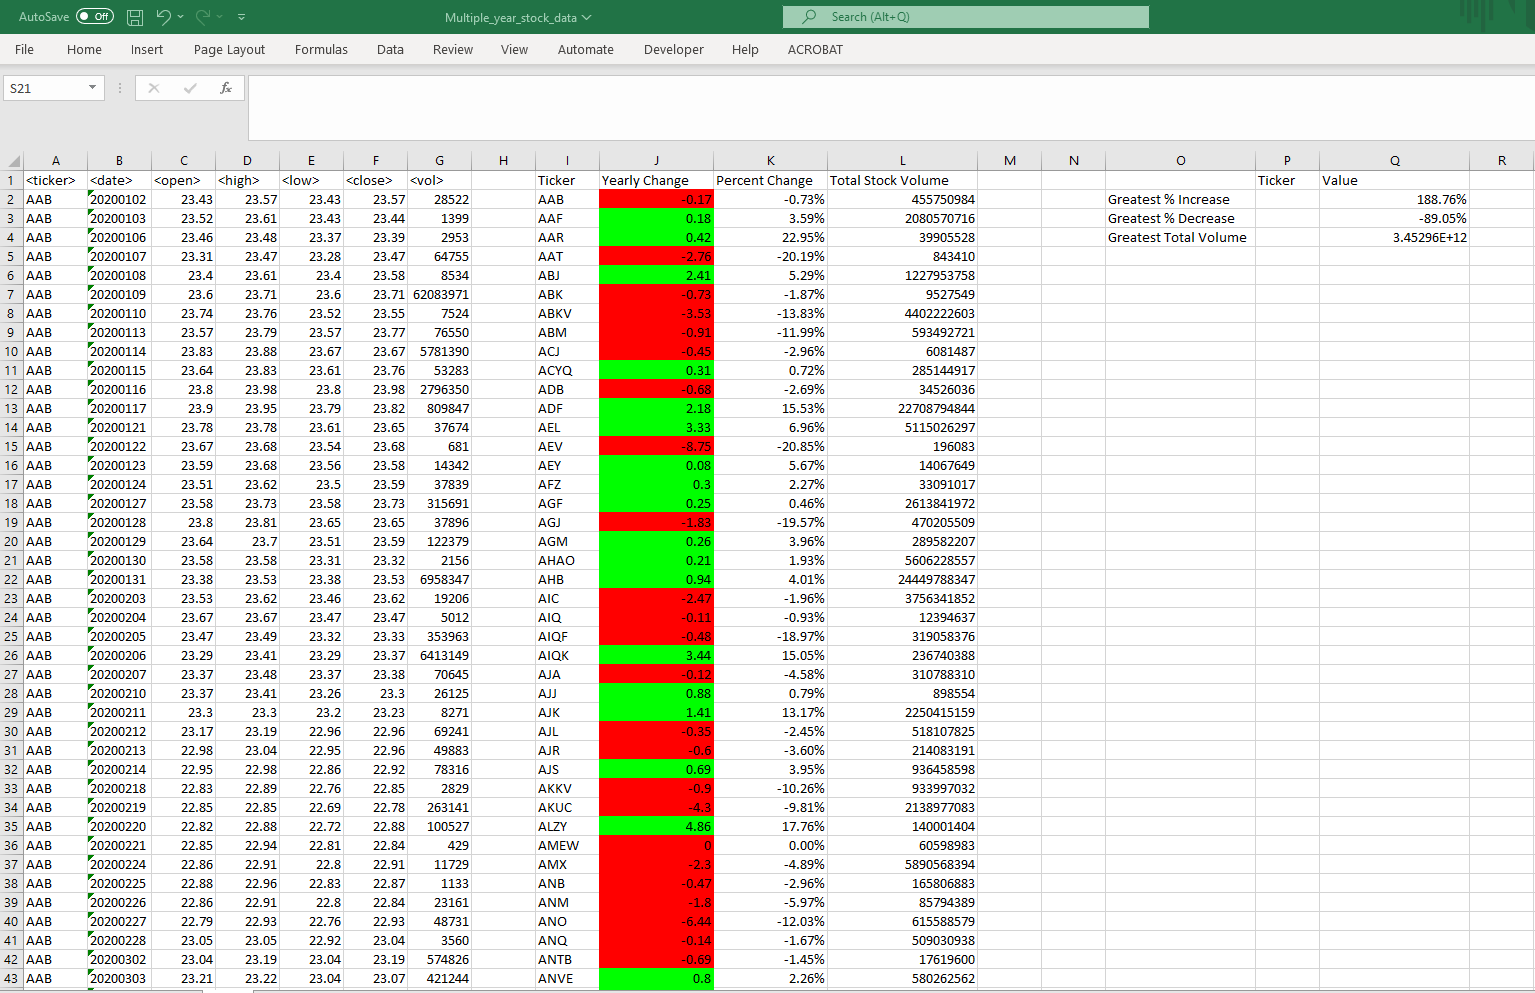 AutoSave Off Multiple_year_stock_data Search (Alt+Q)
File Home Insert Page Layout Formulas Data Review View Automate Developer Help ACROBAT
S21 fx
A B C D E F G H I J K L M N O P Q R
1 <ticker> <date> <open> <high> <low> <close> <vol> Ticker Yearly Change Percent Change Total Stock Volume Ticker Value
2 AAB 20200102 23.43 23.57 23.43 23.57 28522 AAB -0.17 -0.73% 455750984 Greatest % Increase 188.76%
3 AAB 20200103 23.52 23.61 23.43 23.44 1399 AAF 0.18 3.59% 2080570716 Greatest % Decrease -89.05%
4 AAB 20200106 23.46 23.48 23.37 23.39 2953 AAR 0.42 22.95% 39905528 Greatest Total Volume 3.45296E+12
5 AAB 20200107 23.31 23.47 23.28 23.47 64755 AAT -2.76 -20.19% 843410
6 AAB 20200108 23.4 23.61 23.4 23.58 8534 ABJ 2.41 5.29% 1227953758
7 AAB 20200109 23.6 23.71 23.6 23.71 62083971 ABK -0.73 -1.87% 9527549
8 AAB 20200110 23.74 23.76 23.52 23.55 7524 ABKV -3.53 -13.83% 4402222603
9 AAB 20200113 23.57 23.79 23.57 23.77 76550 ABM -0.91 -11.99% 593492721
10 AAB 20200114 23.83 23.88 23.67 23.67 5781390 ACJ -0.45 -2.96% 6081487
11 AAB 20200115 23.64 23.83 23.61 23.76 53283 ACYQ 0.31 0.72% 285144917
12 AAB 20200116 23.8 23.98 23.8 23.98 2796350 ADB -0.68 -2.69% 34526036
13 AAB 20200117 23.9 23.95 23.79 23.82 809847 ADF 2.18 15.53% 22708794844
14 AAB 20200121 23.78 23.78 23.61 23.65 37674 AEL 3.33 6.96% 5115026297
15 AAB 20200122 23.67 23.68 23.54 23.68 681 AEV -8.75 -20.85% 196083
16 AAB 20200123 23.59 23.68 23.56 23.58 14342 AEY 0.08 5.67% 14067649
17 AAB 20200124 23.51 23.62 23.5 23.59 37839 AFZ 0.3 2.27% 33091017
18 AAB 20200127 23.58 23.73 23.58 23.73 315691 AGF 0.25 0.46% 2613841972
19 AAB 20200128 23.8 23.81 23.65 23.65 37896 AGJ -1.83 -19.57% 470205509
20 AAB 20200129 23.64 23.7 23.51 23.59 122379 AGM 0.26 3.96% 289582207
21 AAB 20200130 23.58 23.58 23.31 23.32 2156 AHAO 0.21 1.93% 5606228557
22 AAB 20200131 23.38 23.53 23.38 23.53 6958347 AHB 0.94 4.01% 24449788347
23 AAB 20200203 23.53 23.62 23.46 23.62 19206 AIC -2.47 -1.96% 3756341852
24 AAB 20200204 23.67 23.67 23.47 23.47 5012 AIQ -0.11 -0.93% 12394637
25 AAB 20200205 23.47 23.49 23.32 23.33 353963 AIQF -0.48 -18.97% 319058376
26 AAB 20200206 23.29 23.41 23.29 23.37 6413149 AIQK 3.44 15.05% 236740388
27 AAB 20200207 23.37 23.48 23.37 23.38 70645 AJA -0.12 -4.58% 310788310
28 AAB 20200210 23.37 23.41 23.26 23.3 26125 AJJ 0.88 0.79% 898554
29 AAB 20200211 23.3 23.3 23.2 23.23 8271 AJK 1.41 13.17% 2250415159
30 AAB 20200212 23.17 23.19 22.96 22.96 69241 AJL -0.35 -2.45% 518107825
31 AAB 20200213 22.98 23.04 22.95 22.96 49883 AJR -0.6 -3.60% 214083191
32 AAB 20200214 22.95 22.98 22.86 22.92 78316 AJS 0.69 3.95% 936458598
33 AAB 20200218 22.83 22.89 22.76 22.85 2829 AKKV -0.9 -10.26% 933997032
34 AAB 20200219 22.85 22.85 22.69 22.78 263141 AKUC -4.3 -9.81% 2138977083
35 AAB 20200220 22.82 22.88 22.72 22.88 100527 ALZY 4.86 17.76% 140001404
36 AAB 20200221 22.85 22.94 22.81 22.84 429 AMEW 0 0.00% 60598983
37 AAB 20200224 22.86 22.91 22.8 22.91 11729 AMX -2.3 -4.89% 5890568394
38 AAB 20200225 22.88 22.96 22.83 22.87 1133 ANB -0.47 -2.96% 165806883
39 AAB 20200226 22.86 22.91 22.8 22.84 23161 ANM -1.8 -5.97% 85794389
40 AAB 20200227 22.79 22.93 22.76 22.93 48731 ANO -6.44 -12.03% 615588579
41 AAB 20200228 23.05 23.05 22.92 23.04 3560 ANQ -0.14 -1.67% 509030938
42 AAB 20200302 23.04 23.19 23.04 23.19 574826 ANTB -0.69 -1.45% 17619600
43 AAB 20200303 23.21 23.22 23.04 23.07 421244 ANVE 0.8 2.26% 580262562